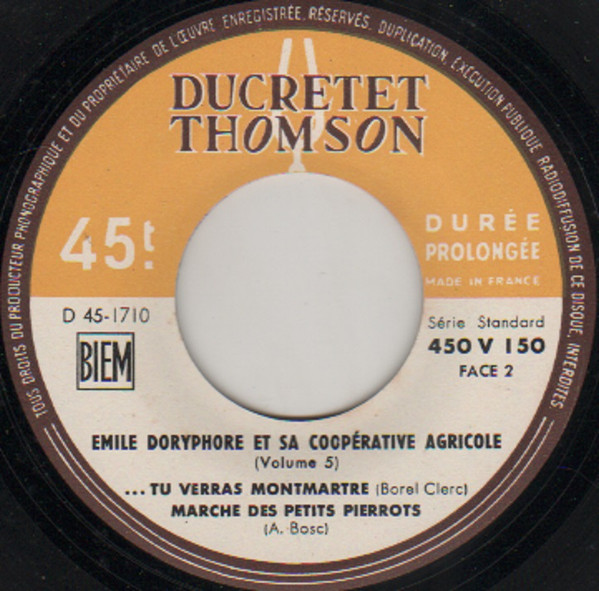 TOUS DROITS DU PRODUCTEUR PHONOGRAPHIQUE ET DU PROPRIETAIRE DE L'ŒUVRE ENREGISTRÉE, RÉSERVÉS, DUPLICATION, EXÉCUTION PUBLIQUE RADIODIFFUSION DE CE DISQUE, INTERDITES.
DUCRETET
THOMSON
45t.
DURÉE
PROLONGÉE
MADE IN FRANCE
D 45-1710
BIEM
Série Standard
450 V 150
FACE 2
EMILE DORYPHORE ET SA COOPÉRATIVE AGRICOLE
(Volume 5)
...TU VERRAS MONTMARTRE (Borel Clerc)
MARCHE DES PETITS PIERROTS
(A. Bosc)